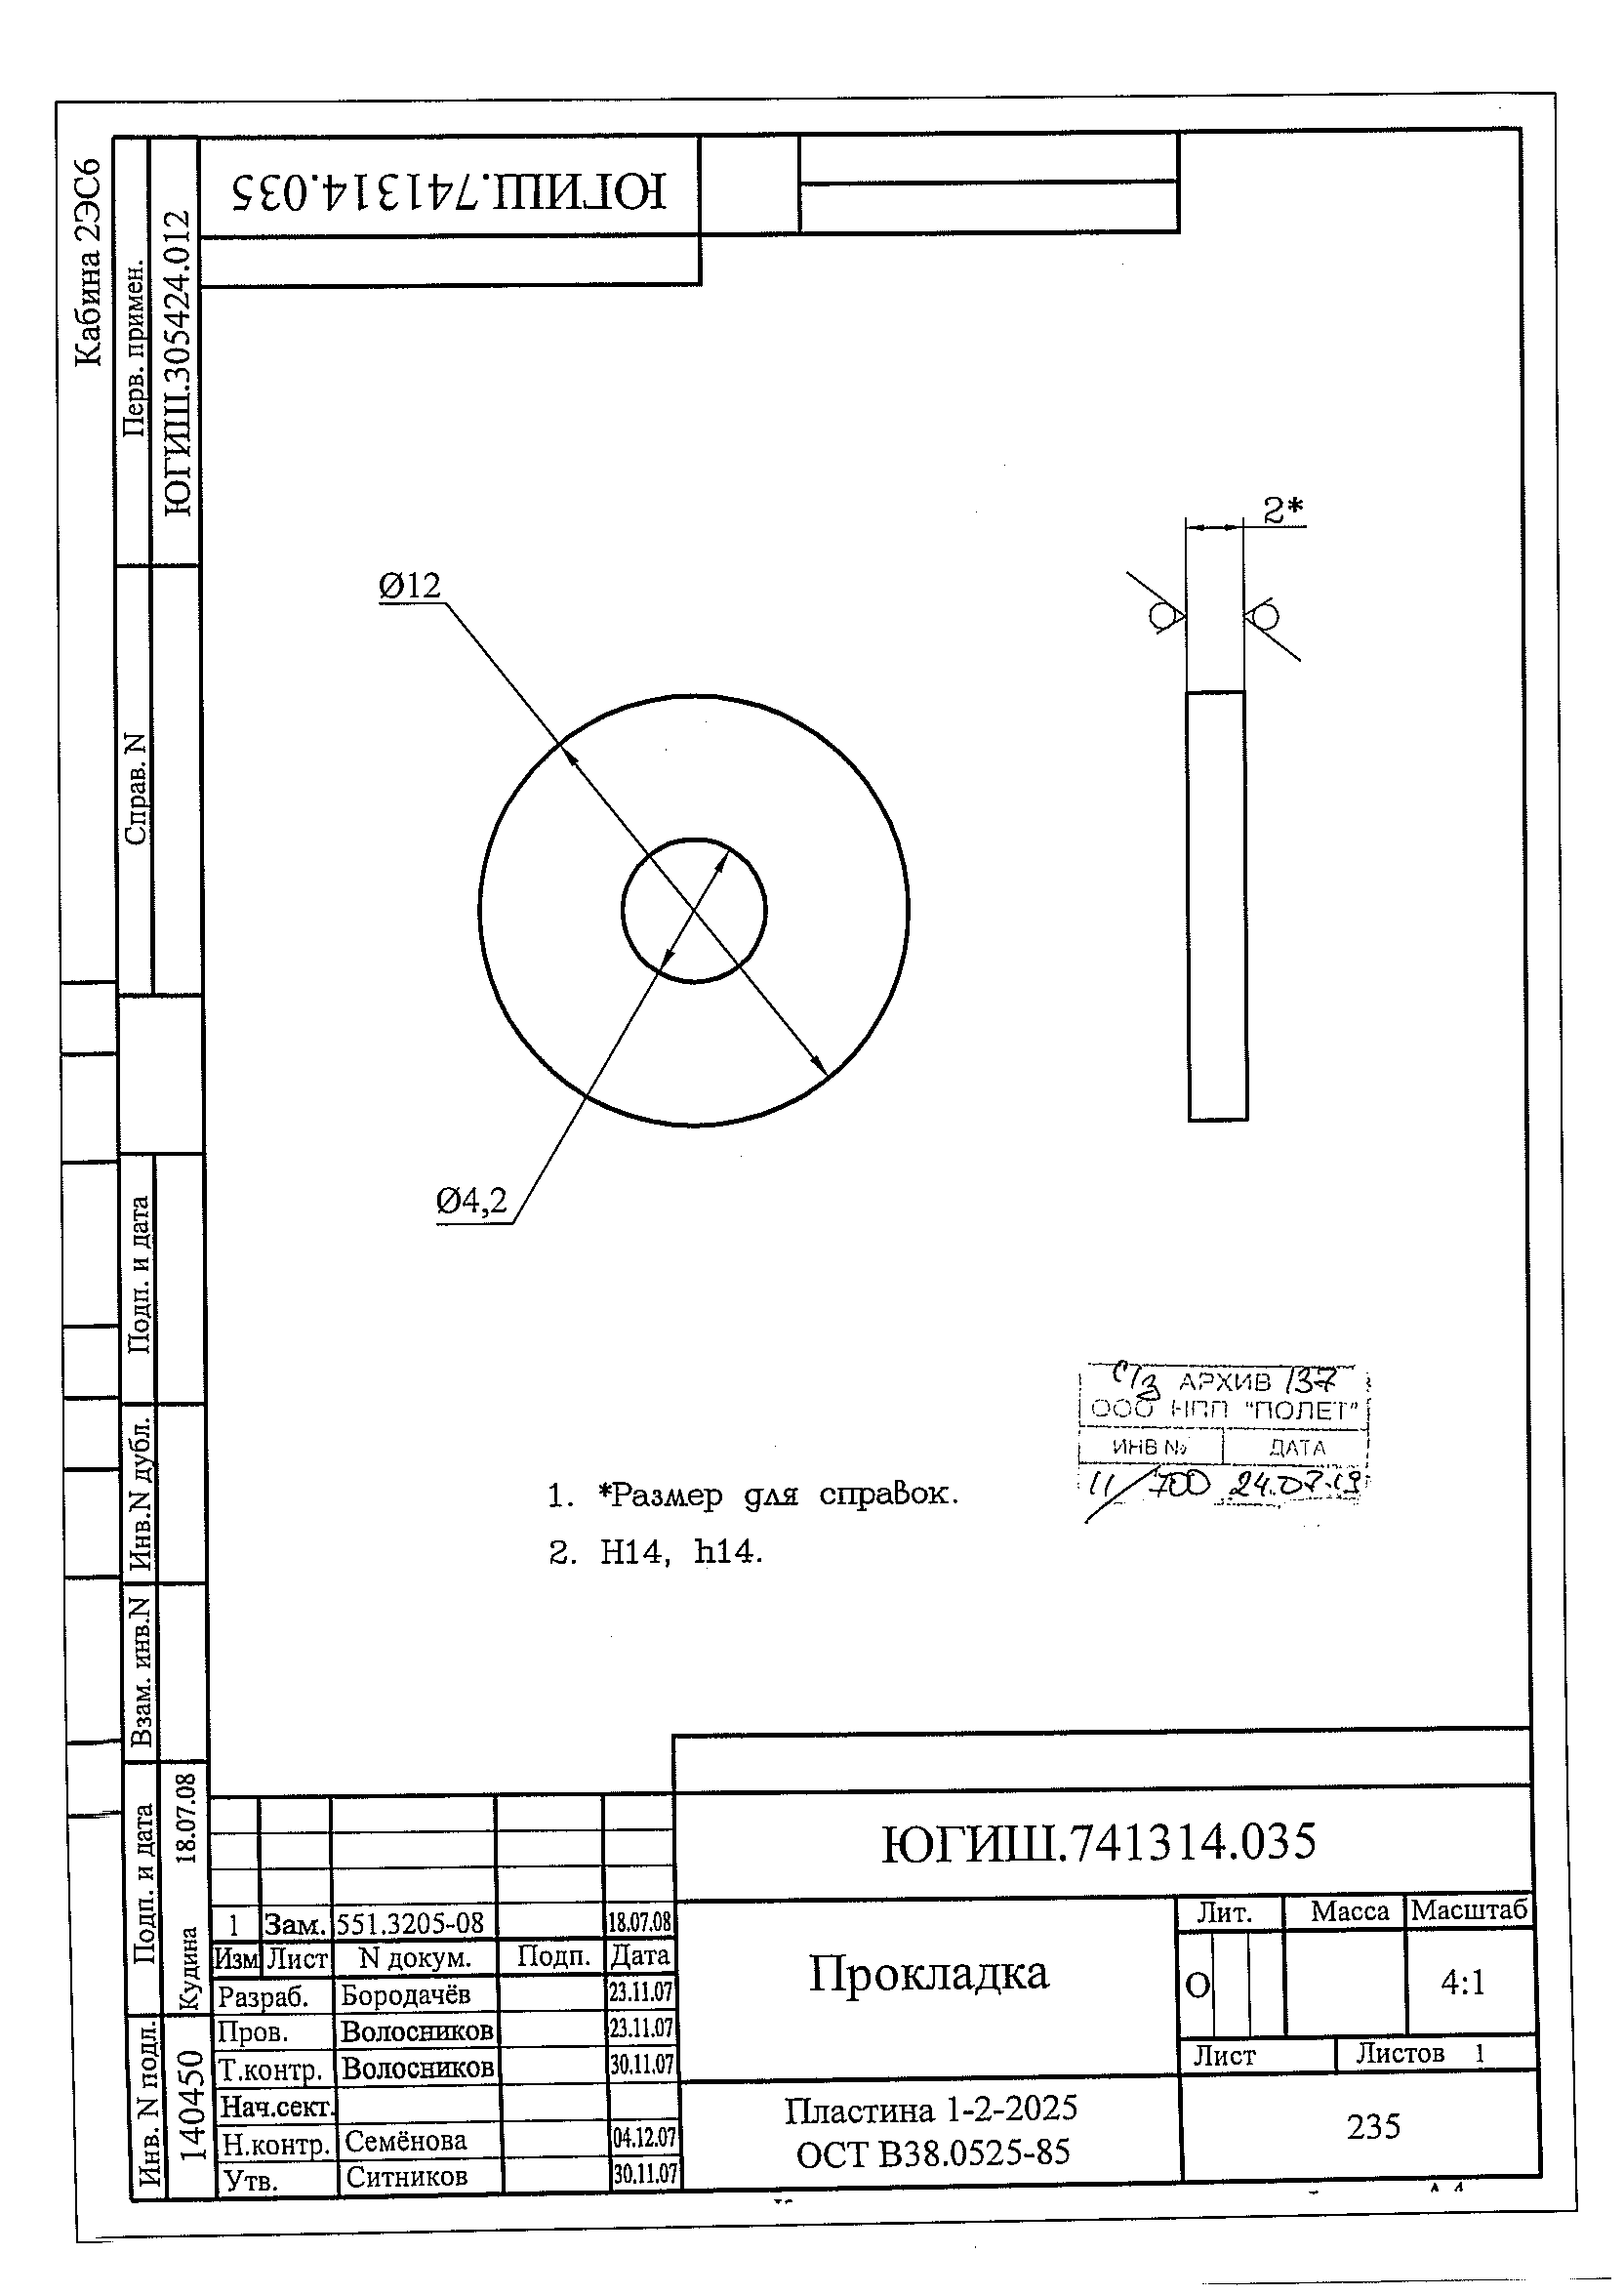 Кабина 2ЭС6
Перв. примен.
ЮГИШ.305424.012
Справ. N
Подп. и дата
Инв.N дубл.
Взам. инв.N
Подп. и дата
Кудина 18.07.08
Инв. N подл.
140450
ЮГИШ.741314.035
2*
Ø12
Ø4,2
с/з АРХИВ 137
ООО НПП "ПОЛЕТ"
ИНВ № ДАТА
11/700 24.07.19
1. *Размер для справок.
2. H14, h14.
ЮГИШ.741314.035
1 Зам. 551.3205-08 18.07.08
Изм Лист N докум. Подп. Дата
Разраб. Бородачёв 23.11.07
Пров. Волосников 23.11.07
Т.контр. Волосников 30.11.07
Нач.сект.
Н.контр. Семёнова 04.12.07
Утв. Ситников 30.11.07
Прокладка
Лит. Масса Масштаб
О 4:1
Лист Листов 1
Пластина 1-2-2025
ОСТ В38.0525-85
235